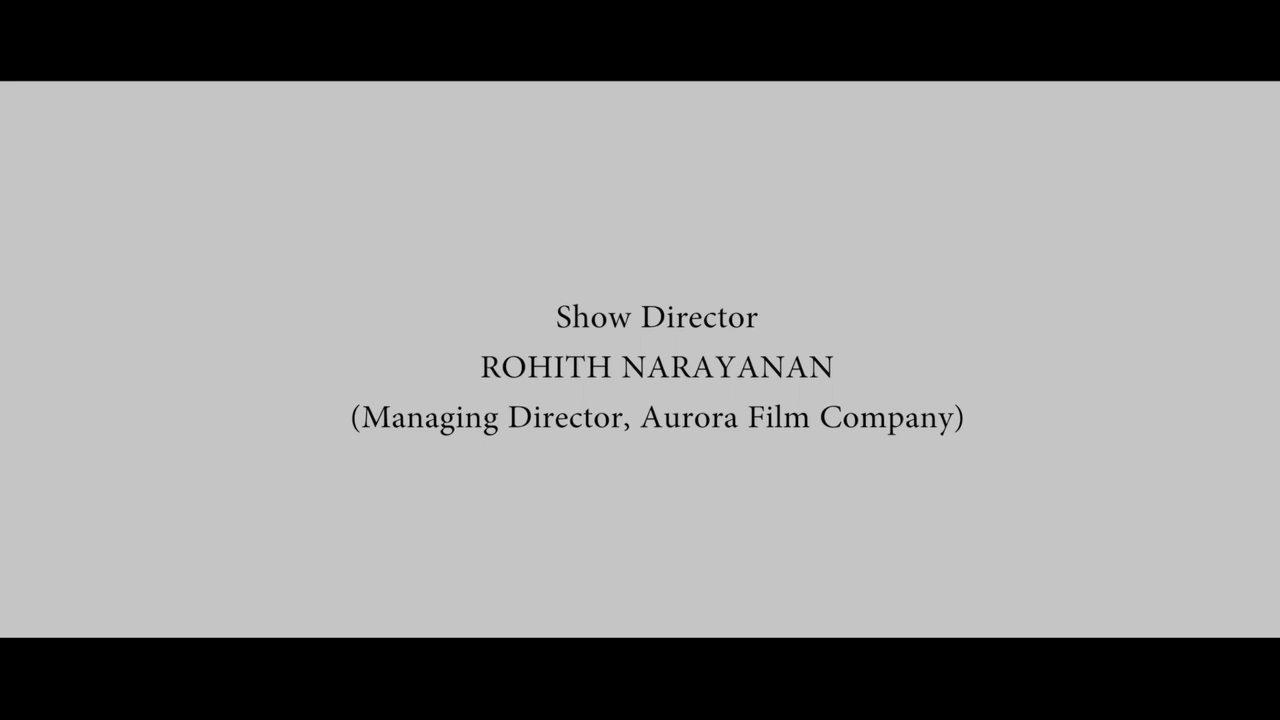 Show Director
ROHITH NARAYANAN
(Managing Director, Aurora Film Company)